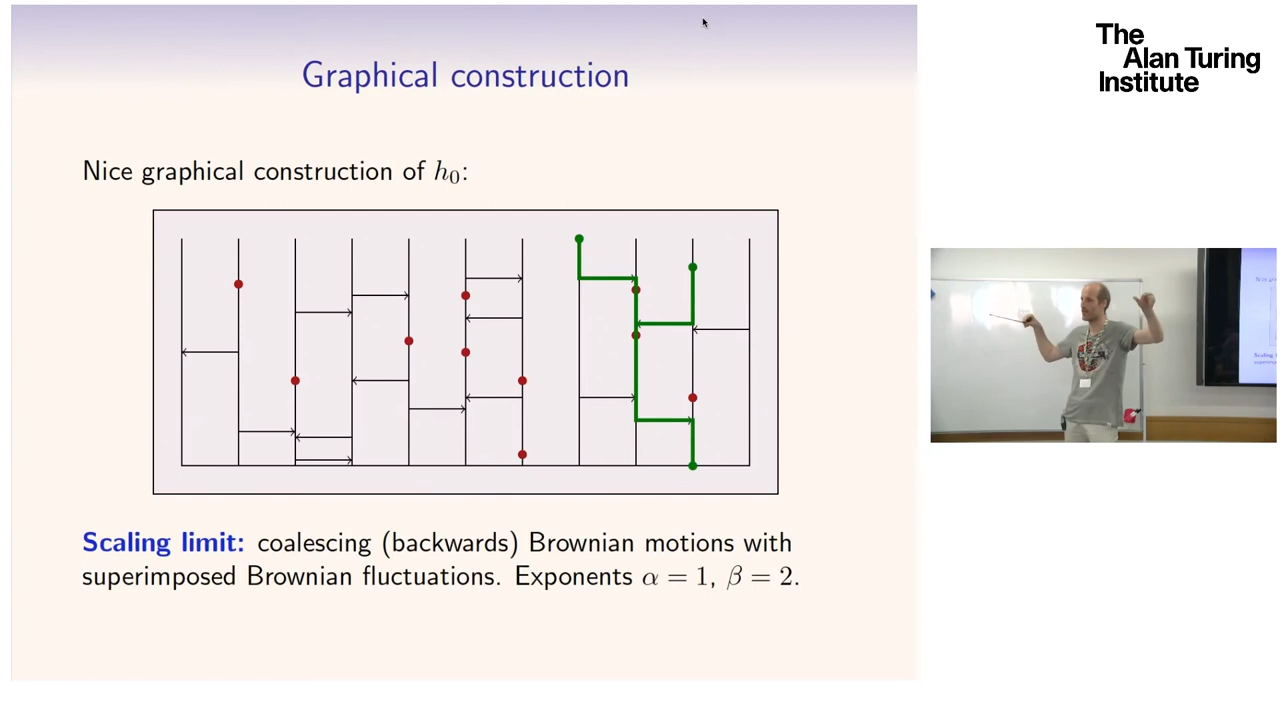 Graphical construction
Nice graphical construction of h₀:
Scaling limit: coalescing (backwards) Brownian motions with
superimposed Brownian fluctuations. Exponents α = 1, β = 2.
The
Alan Turing
Institute